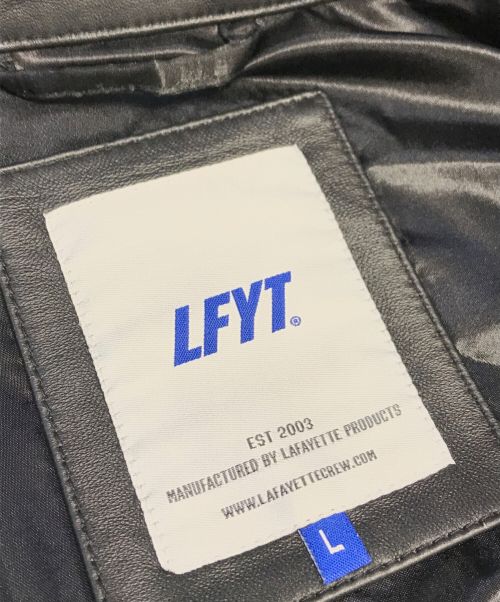 LFYT®
EST 2003
MANUFACTURED BY LAFAYETTE PRODUCTS
WWW.LAFAYETTECREW.COM
L